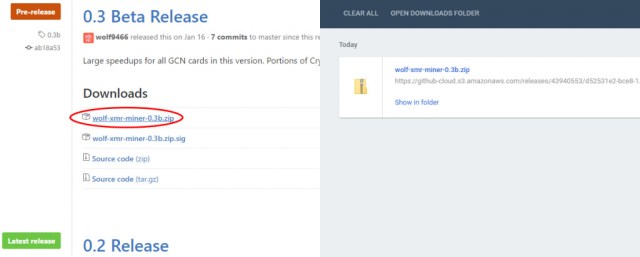 Pre-release
0.3b
ab18a53
0.3 Beta Release
wolf9466 released this on Jan 16 · 7 commits to master since this re
Large speedups for all GCN cards in this version. Portions of Cry
Downloads
wolf-xmr-miner-0.3b.zip
wolf-xmr-miner-0.3b.zip.sig
Source code (zip)
Source code (tar.gz)
Latest release
0.2 Release
CLEAR ALL OPEN DOWNLOADS FOLDER
Today
wolf-xmr-miner-0.3b.zip
https://github-cloud.s3.amazonaws.com/releases/43940553/d52531e2-bce8-1
Show in folder